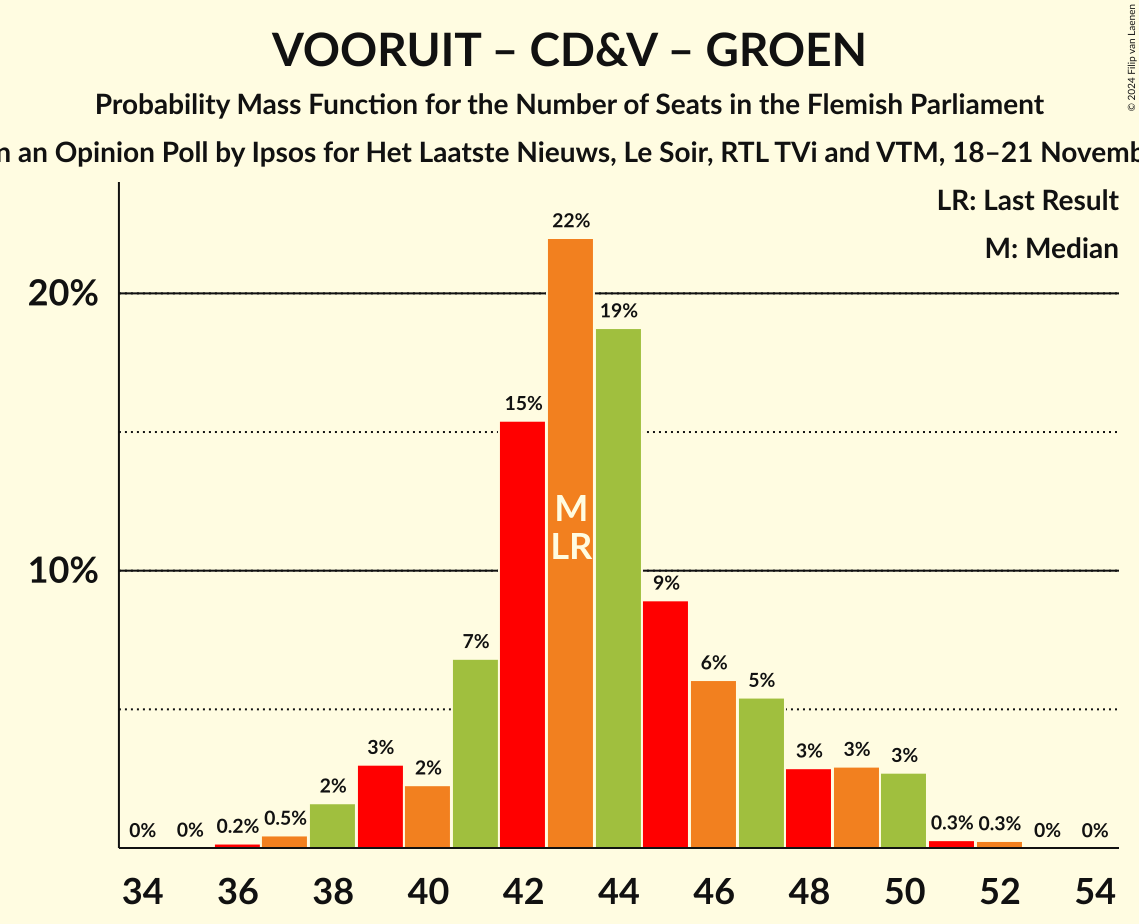 VOORUIT – CD&V – GROEN
Probability Mass Function for the Number of Seats in the Flemish Parliament
an Opinion Poll by Ipsos for Het Laatste Nieuws, Le Soir, RTL TVi and VTM, 18–21
© 2024 Filip van Laenen
LR: Last Result
M: Median
20%
10%
0% 0% 0.2% 0.5% 2% 3% 2% 7% 15% 22% 19% 9% 6% 5% 3% 3% 3% 0.3% 0.3% 0% 0%
M
LR
34 36 38 40 42 44 46 48 50 52 54